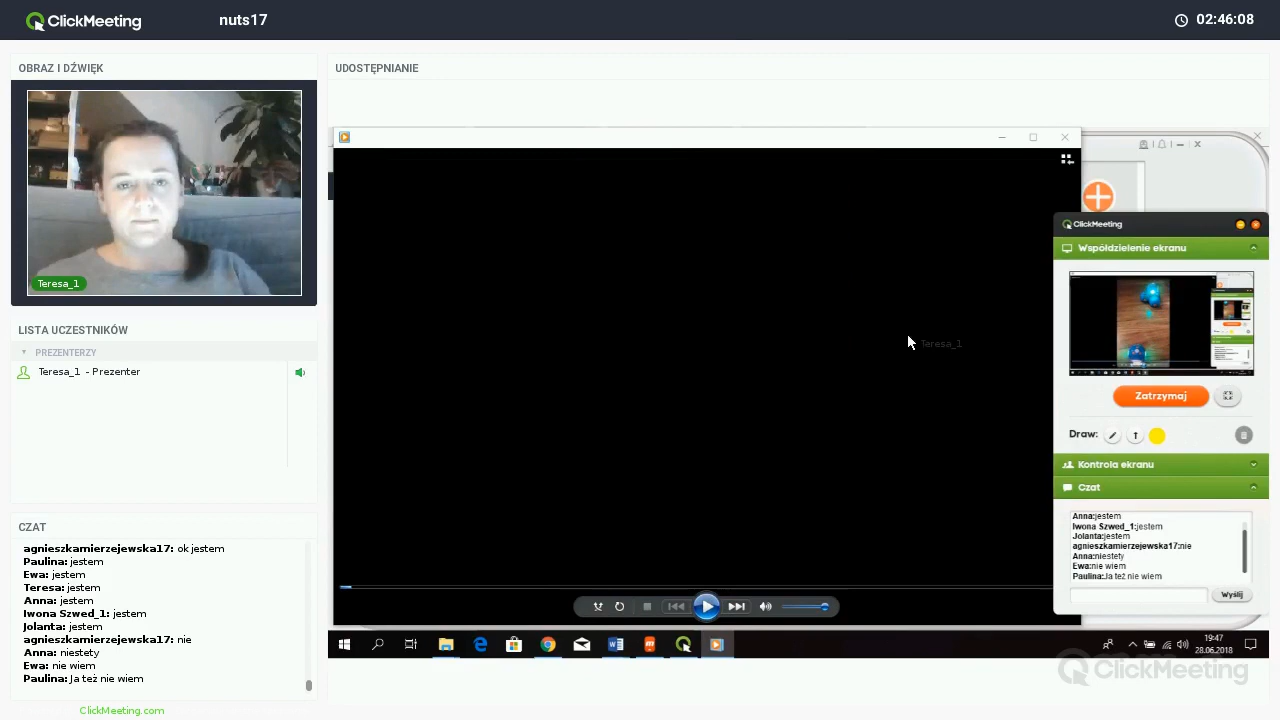 ClickMeeting
nuts17
02:46:08
OBRAZ I DŹWIĘK
UDOSTĘPNIANIE
Teresa_1
LISTA UCZESTNIKÓW
PREZENTERZY
Teresa_1 - Prezenter
CZAT
agnieszkamierzejewska17: ok jestem
Paulina: jestem
Ewa: jestem
Teresa: jestem
Anna: jestem
Iwona Szwed_1: jestem
Jolanta: jestem
agnieszkamierzejewska17: nie
Anna: niestety
Ewa: nie wiem
Paulina: Ja też nie wiem
ClickMeeting.com
Teresa_1
ClickMeeting
Współdzielenie ekranu
Zatrzymaj
Draw:
Kontrola ekranu
Czat
Anna:jestem
Iwona Szwed_1:jestem
Jolanta:jestem
agnieszkamierzejewska17:nie
Anna:niestety
Ewa:nie wiem
Paulina:Ja też nie wiem
Wyślij
19:47
28.06.2018
ClickMeeting